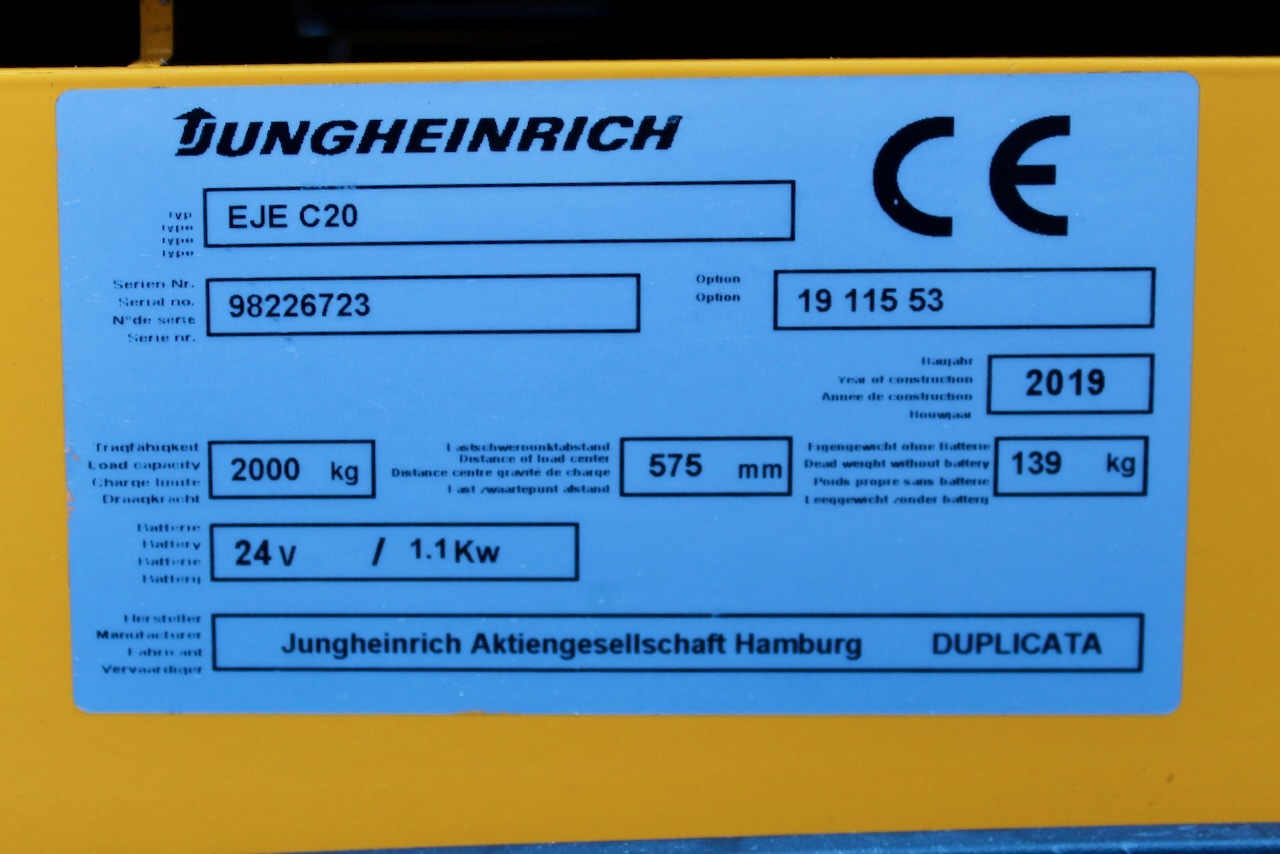 JUNGHEINRICH
CE
Typ
Type
Type
Type
EJE C20
Serien Nr.
Serial no.
N°de serie
Serie nr.
98226723
Option
Option
19 115 53
Baujahr
Year of construction
Année de construction
Bouwjaar
2019
Tragfähigkeit
Load capacity
Charge limite
Draagkracht
2000 kg
Lastschwerpunktabstand
Distance of load center
Distance centre gravité de charge
Last zwaartepunt afstand
575 mm
Eigengewicht ohne Batterie
Dead weight without battery
Poids propre sans batterie
Leeggewicht zonder batterij
139 kg
Batterie
Battery
Batterie
Batterij
24 V / 1.1 Kw
Hersteller
Manufacturer
Fabricant
Vervaardiger
Jungheinrich Aktiengesellschaft Hamburg DUPLICATA